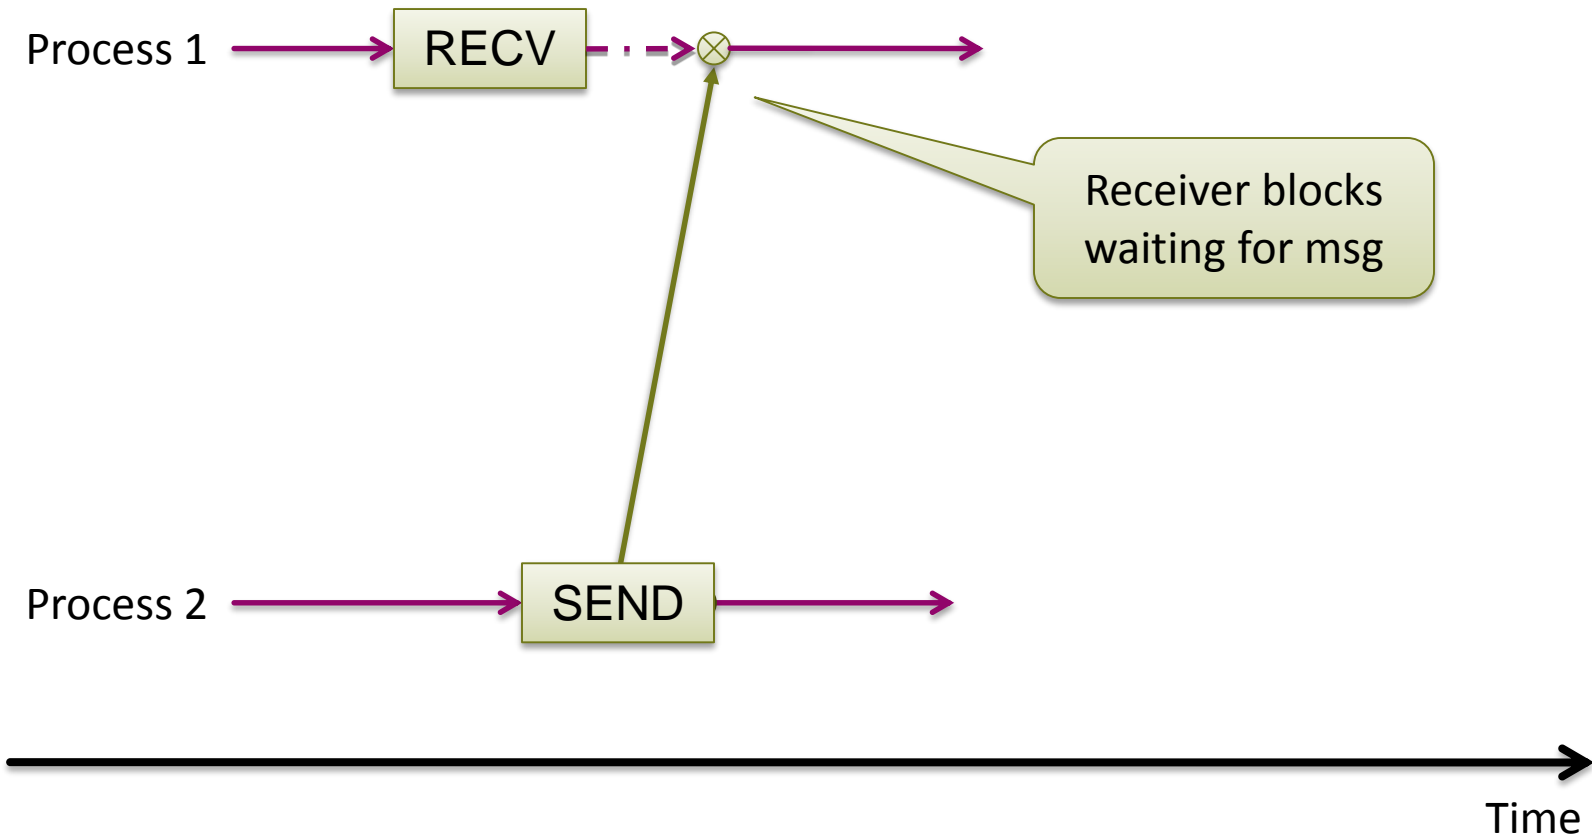 Process 1
RECV
Receiver blocks
waiting for msg
Process 2
SEND
Time